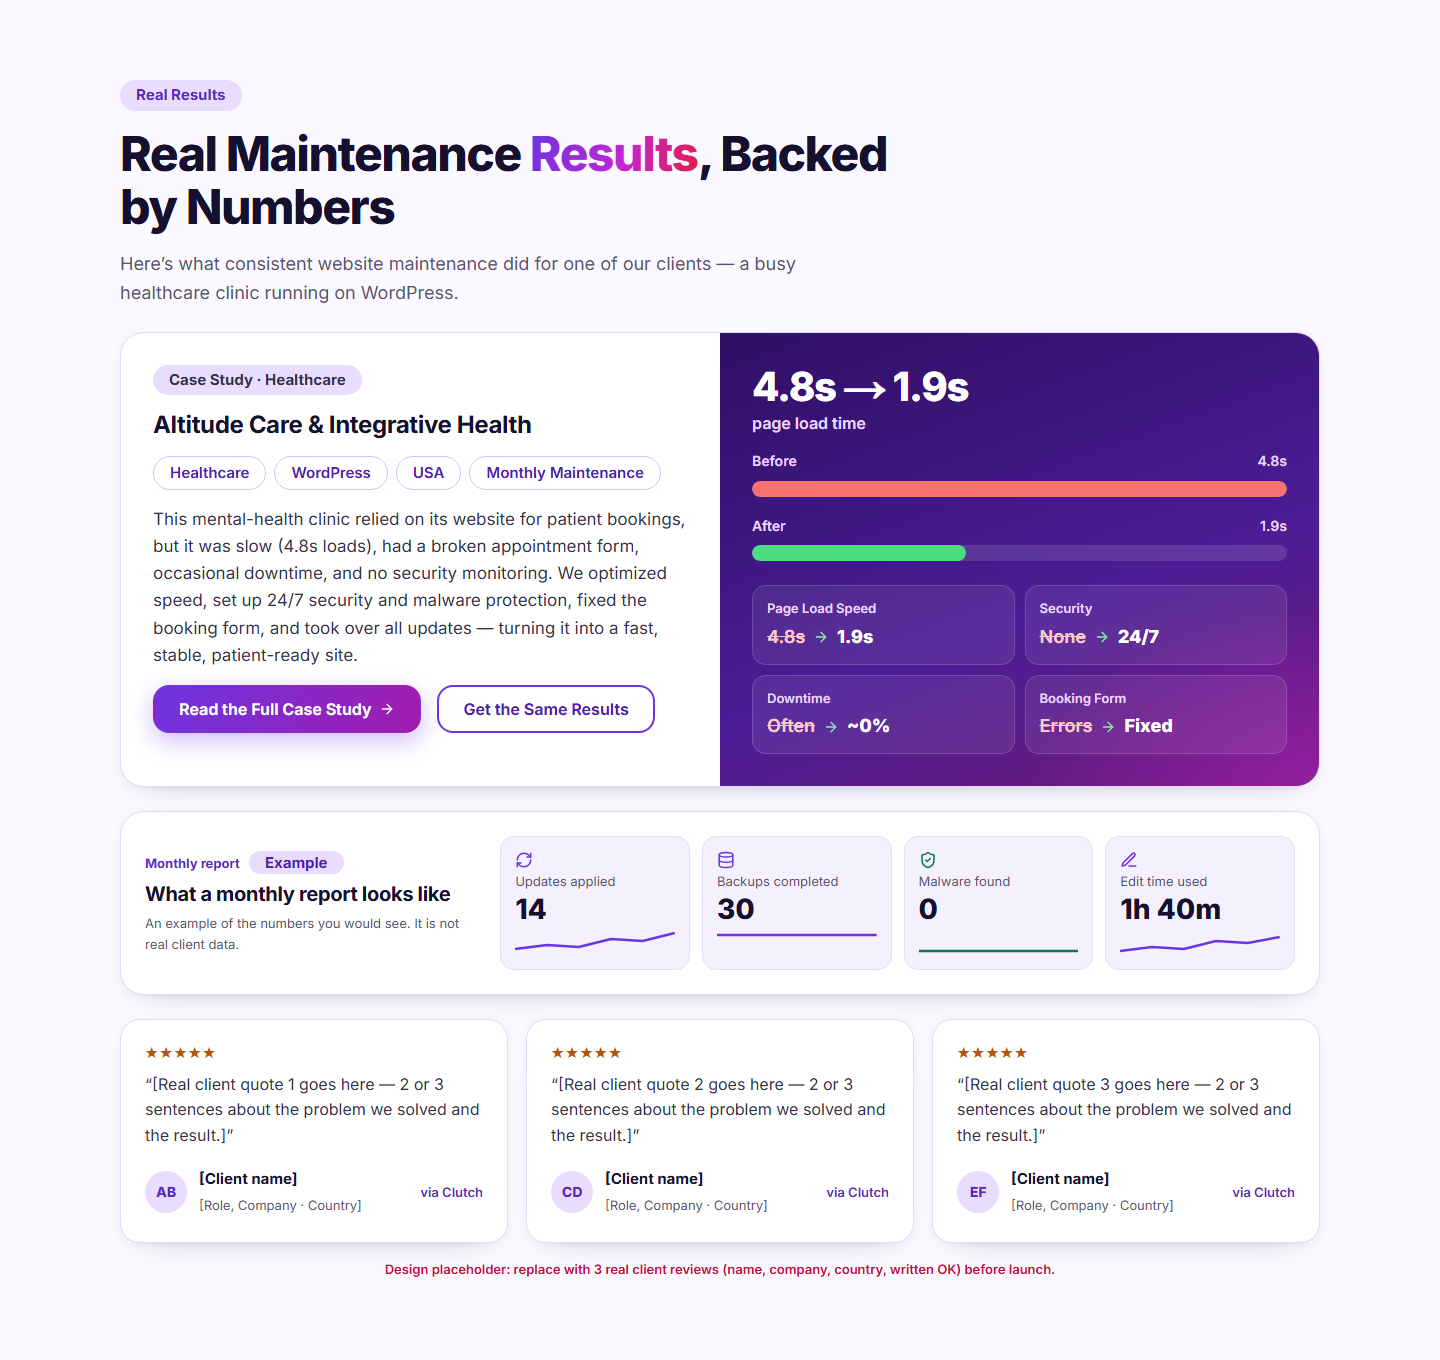 Real Results
Real Maintenance Results, Backed
by Numbers
Here’s what consistent website maintenance did for one of our clients — a busy
healthcare clinic running on WordPress.
Case Study · Healthcare
Altitude Care & Integrative Health
Healthcare
WordPress
USA
Monthly Maintenance
This mental-health clinic relied on its website for patient bookings,
but it was slow (4.8s loads), had a broken appointment form,
occasional downtime, and no security monitoring. We optimized
speed, set up 24/7 security and malware protection, fixed the
booking form, and took over all updates — turning it into a fast,
stable, patient-ready site.
Read the Full Case Study →
Get the Same Results
4.8s → 1.9s
page load time
Before 4.8s
After 1.9s
Page Load Speed
4.8s → 1.9s
Security
None → 24/7
Downtime
Often → ~0%
Booking Form
Errors → Fixed
Monthly report Example
What a monthly report looks like
An example of the numbers you would see. It is not
real client data.
Updates applied
14
Backups completed
30
Malware found
0
Edit time used
1h 40m
★★★★★
“[Real client quote 1 goes here — 2 or 3
sentences about the problem we solved and
the result.]”
AB
[Client name]
[Role, Company · Country]
via Clutch
★★★★★
“[Real client quote 2 goes here — 2 or 3
sentences about the problem we solved and
the result.]”
CD
[Client name]
[Role, Company · Country]
via Clutch
★★★★★
“[Real client quote 3 goes here — 2 or 3
sentences about the problem we solved and
the result.]”
EF
[Client name]
[Role, Company · Country]
via Clutch
Design placeholder: replace with 3 real client reviews (name, company, country, written OK) before launch.